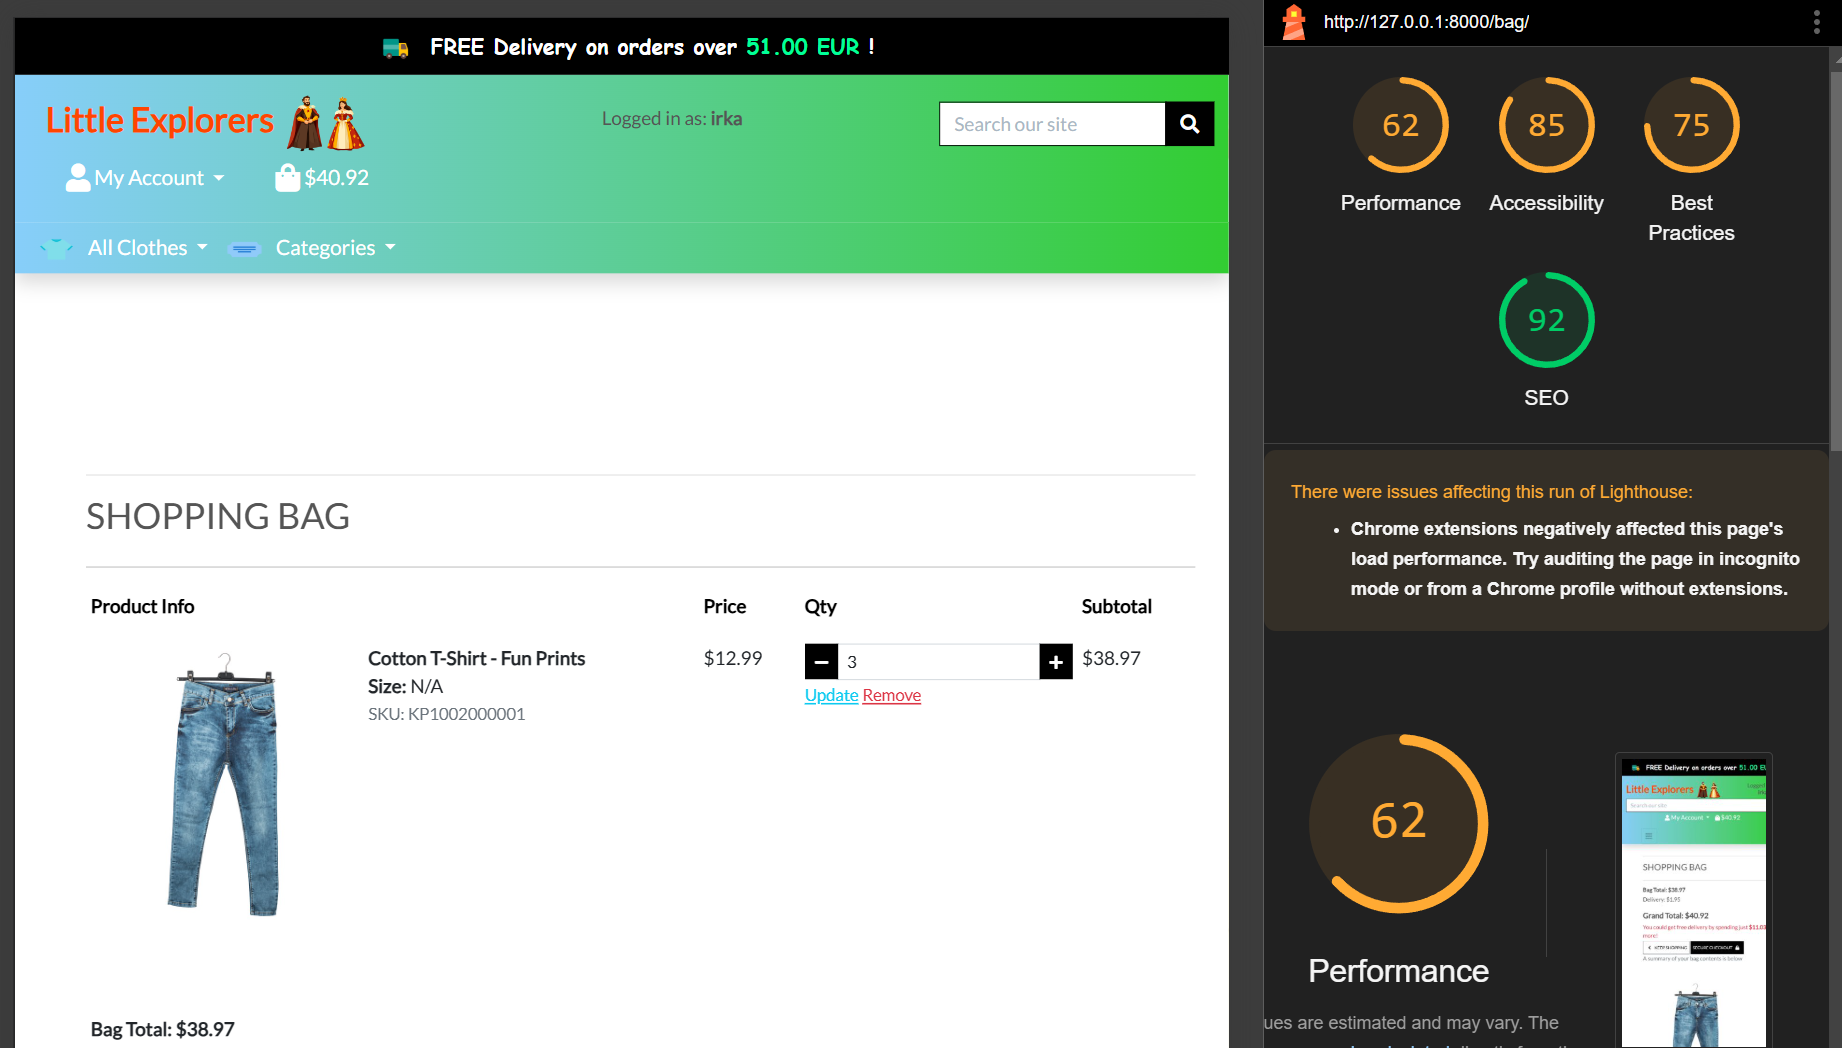 FREE Delivery on orders over 51.00 EUR !
Little Explorers
Logged in as: irka
Search our site
My Account
$40.92
All Clothes
Categories
SHOPPING BAG
Product Info
Price
Qty
Subtotal
Cotton T-Shirt - Fun Prints
Size: N/A
SKU: KP1002000001
$12.99
3
$38.97
Update Remove
Bag Total: $38.97
http://127.0.0.1:8000/bag/
62
85
75
Performance
Accessibility
Best
Practices
92
SEO
There were issues affecting this run of Lighthouse:
• Chrome extensions negatively affected this page's
load performance. Try auditing the page in incognito
mode or from a Chrome profile without extensions.
62
Performance
ues are estimated and may vary. The
FREE Delivery on orders over 51.00 EU
Little Explorers
Search our site
My Account
$40.92
SHOPPING BAG
Bag Total: $38.97
Delivery: $1.95
Grand Total: $40.92
You could get free delivery by spending just $11.03
more!
KEEP SHOPPING
SECURE CHECKOUT
A summary of your bag contents is below